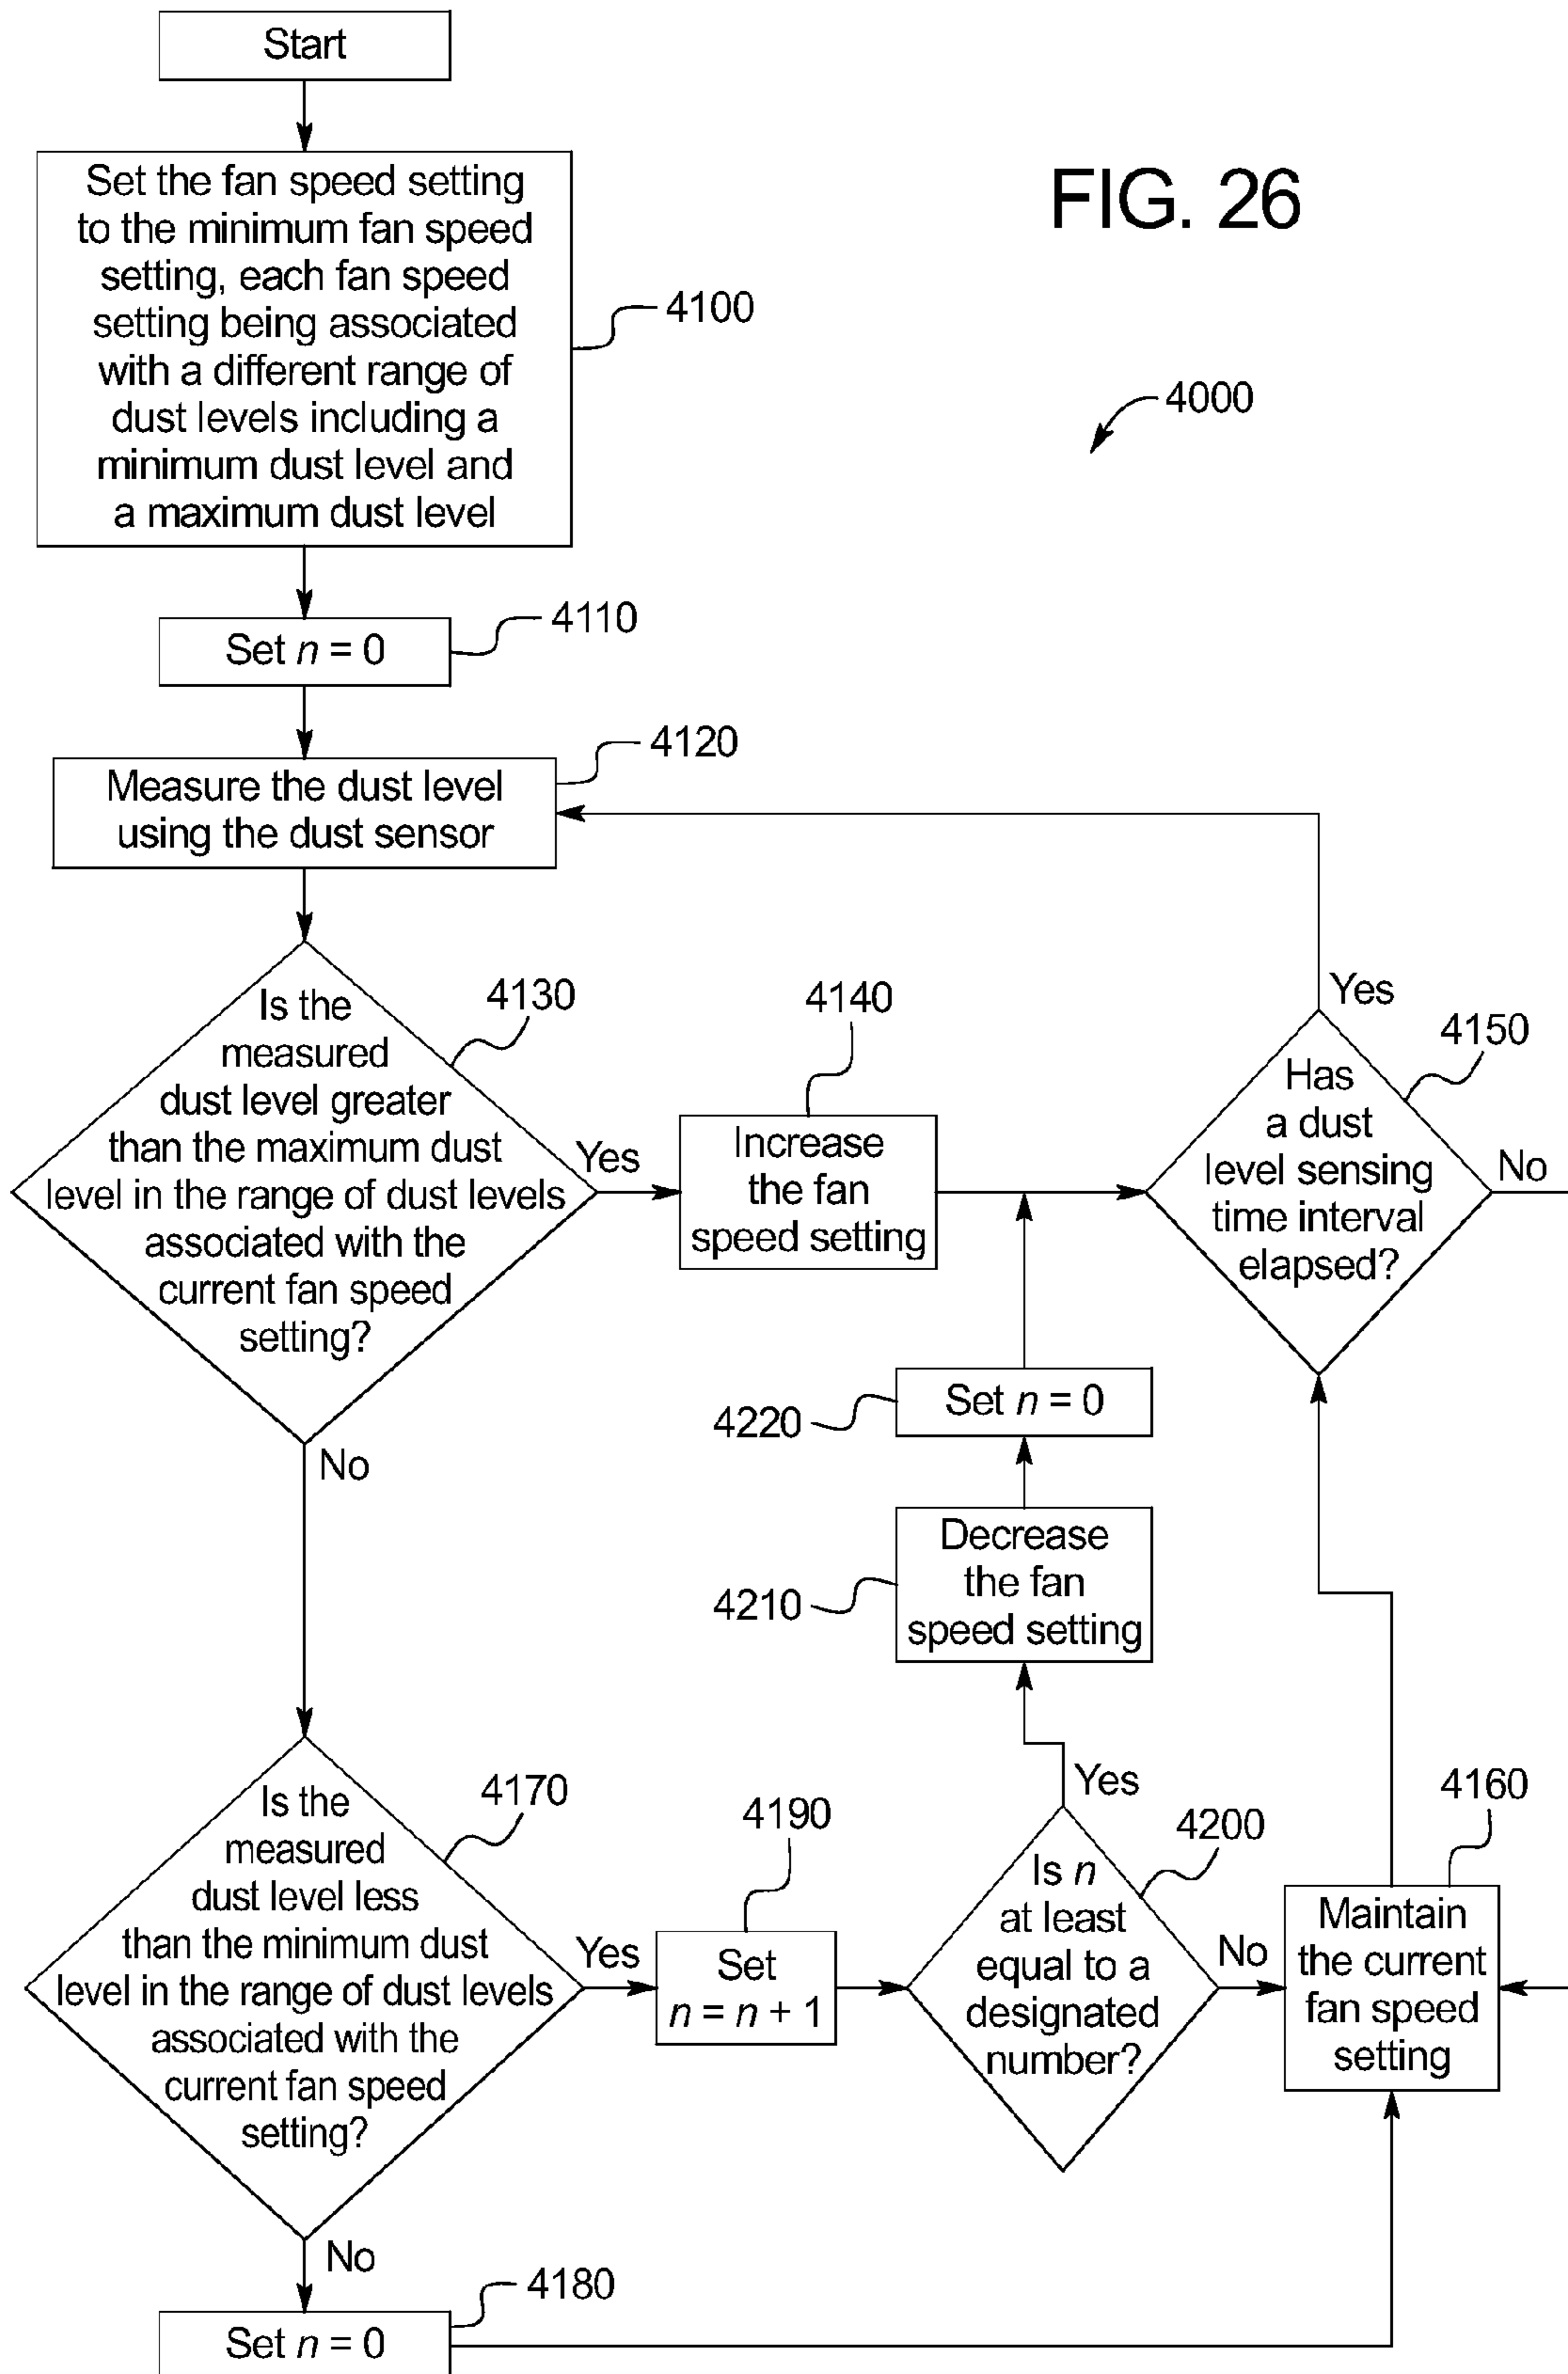 Start
FIG. 26
Set the fan speed setting
to the minimum fan speed
setting, each fan speed
setting being associated
with a different range of
dust levels including a
minimum dust level and
a maximum dust level
4100
4000
Set n = 0
4110
Measure the dust level
using the dust sensor
4120
Is the
measured
dust level greater
than the maximum dust
level in the range of dust levels
associated with the
current fan speed
setting?
4130
Yes
No
Increase
the fan
speed setting
4140
Has
a dust
level sensing
time interval
elapsed?
4150
Yes
No
Set n = 0
4220
Decrease
the fan
speed setting
4210
Is the
measured
dust level less
than the minimum dust
level in the range of dust levels
associated with the
current fan speed
setting?
4170
Yes
No
Set
n = n + 1
4190
Is n
at least
equal to a
designated
number?
4200
Yes
No
Maintain
the current
fan speed
setting
4160
Set n = 0
4180